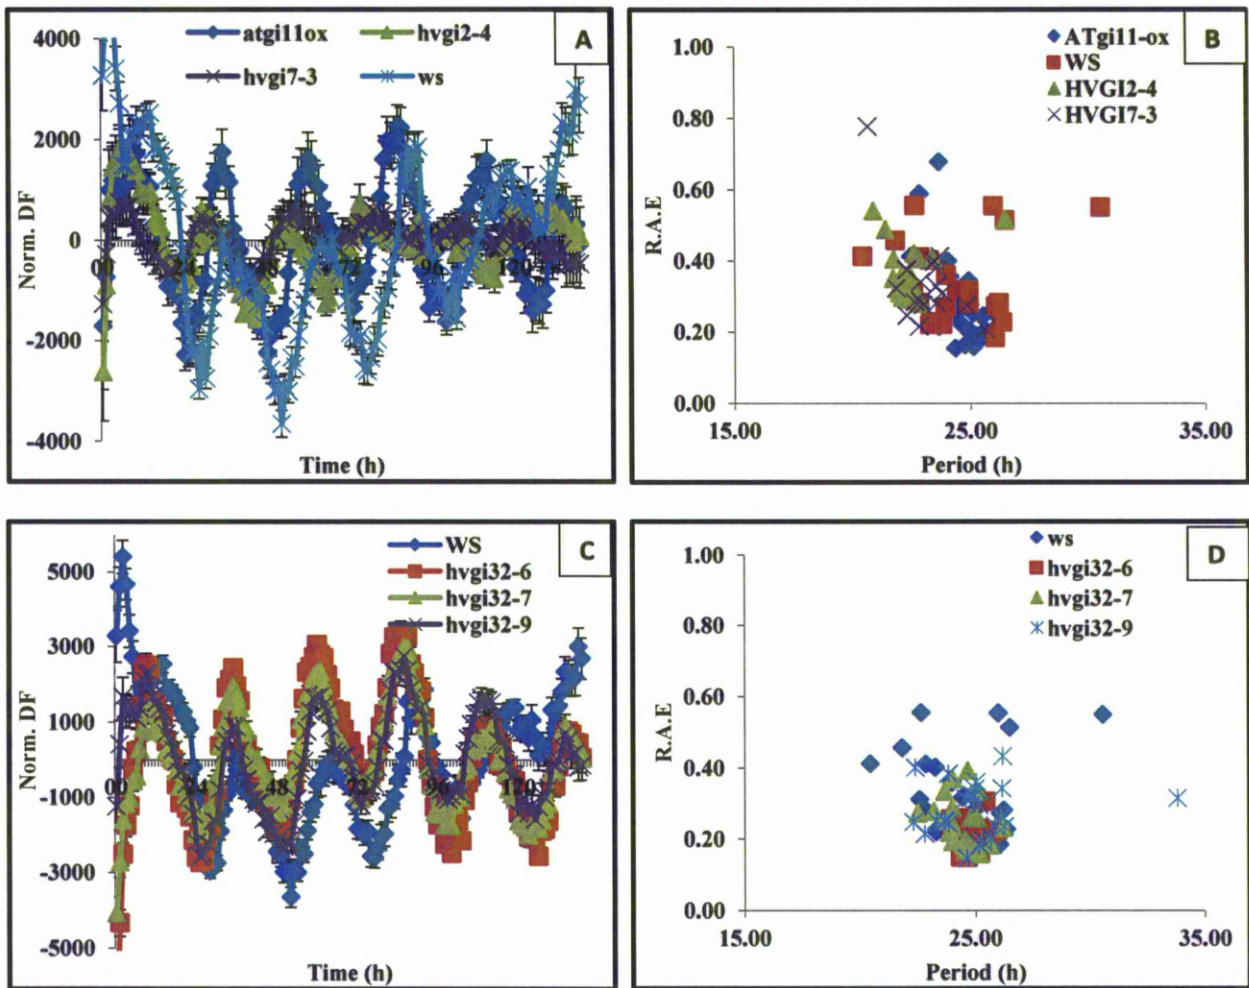 atgi11ox hvgi2-4
hvgi7-3 ws
A
4000
2000
0
-2000
-4000
Norm. DF
00 24 48 72 96 120
Time (h)
ATgi11-ox
WS
HVGI2-4
HVGI7-3
B
1.00
0.80
0.60
0.40
0.20
0.00
R.A.E
15.00 25.00 35.00
Period (h)
WS
hvgi32-6
hvgi32-7
hvgi32-9
C
5000
3000
1000
-1000
-3000
-5000
Norm. DF
00 24 48 72 96 120
Time (h)
ws
hvgi32-6
hvgi32-7
hvgi32-9
D
1.00
0.80
0.60
0.40
0.20
0.00
R.A.E
15.00 25.00 35.00
Period (h)